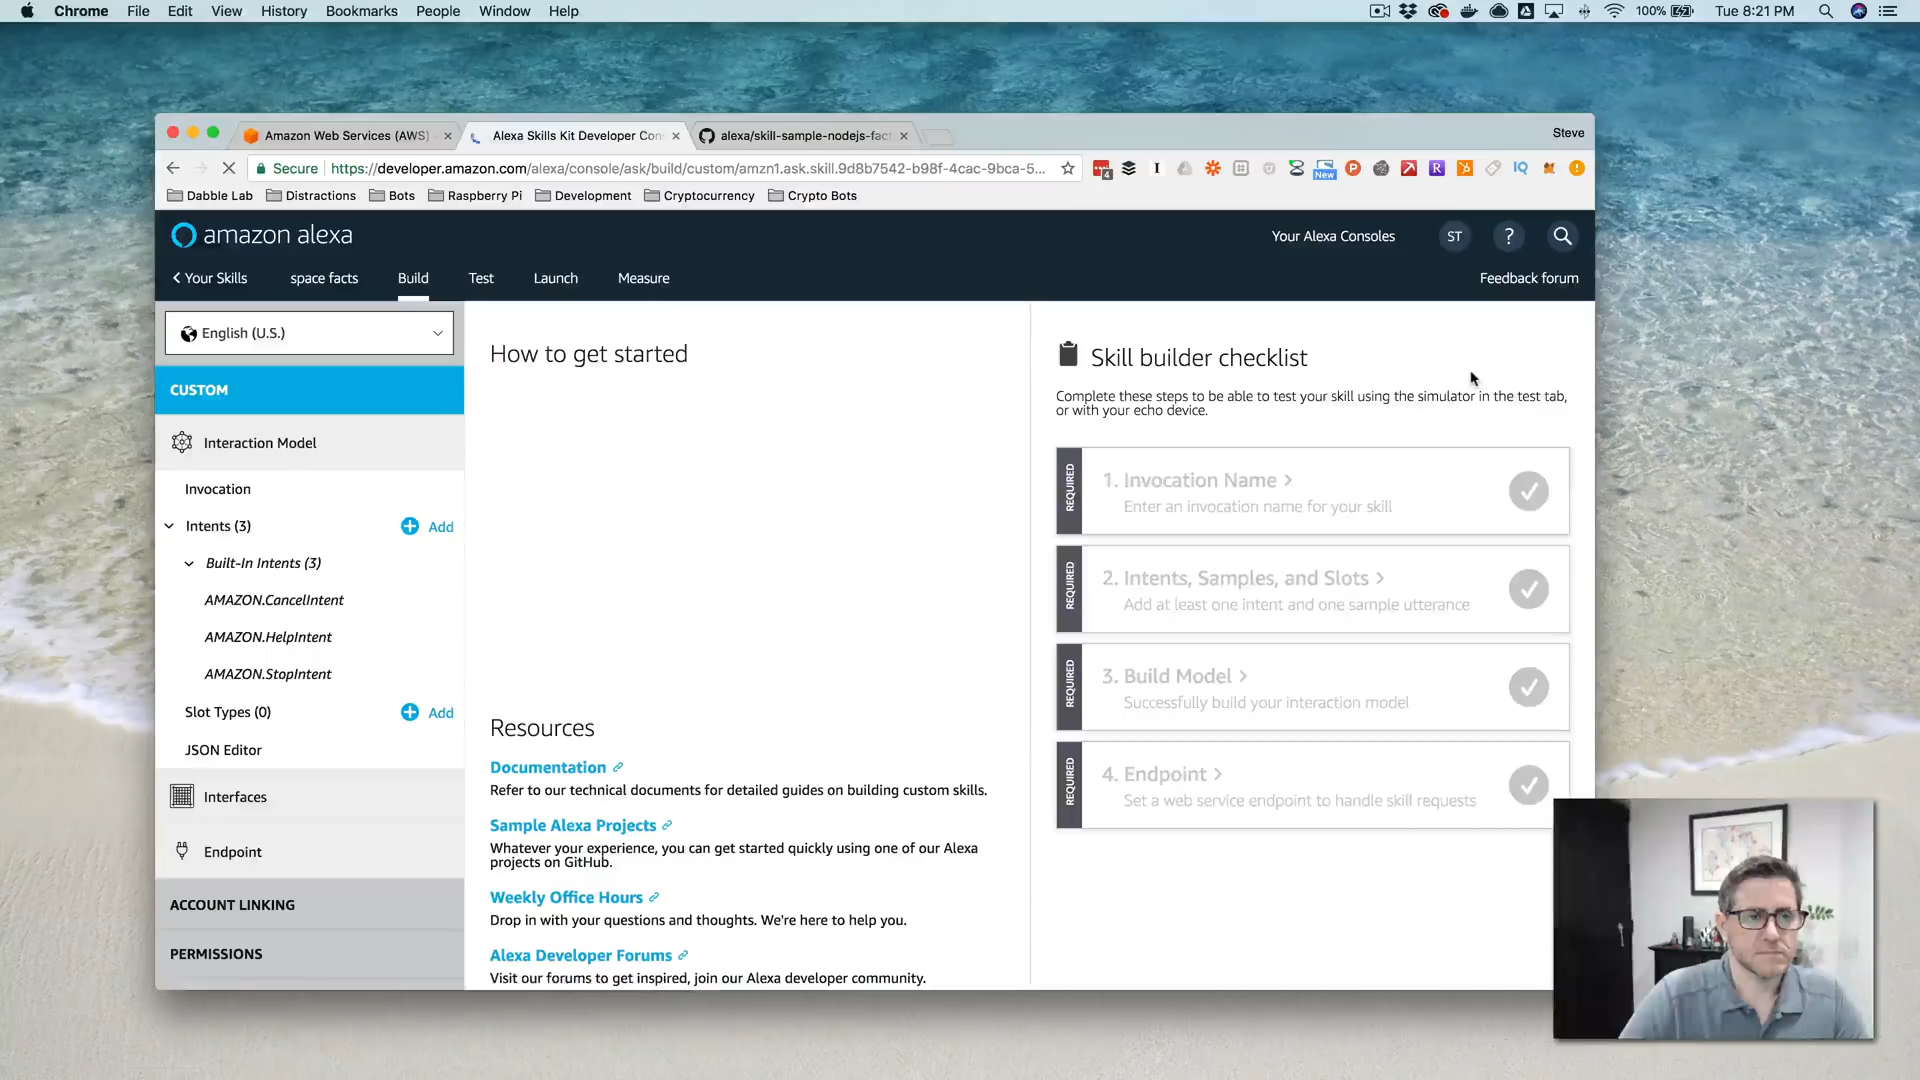 Chrome File Edit View History Bookmarks People Window Help
100% Tue 8:21 PM
Amazon Web Services (AWS)
Alexa Skills Kit Developer Con
alexa/skill-sample-nodejs-fact
Steve
Secure https://developer.amazon.com/alexa/console/ask/build/custom/amzn1.ask.skill.9d8b7542-b98f-4cac-9bca-5...
4
New
IQ
Dabble Lab Distractions Bots Raspberry Pi Development Cryptocurrency Crypto Bots
amazon alexa
Your Alexa Consoles ST ?
Your Skills space facts Build Test Launch Measure
Feedback forum
English (U.S.)
CUSTOM
Interaction Model
Invocation
Intents (3) Add
Built-In Intents (3)
AMAZON.CancelIntent
AMAZON.HelpIntent
AMAZON.StopIntent
Slot Types (0) Add
JSON Editor
Interfaces
Endpoint
ACCOUNT LINKING
PERMISSIONS
How to get started
Resources
Documentation
Refer to our technical documents for detailed guides on building custom skills.
Sample Alexa Projects
Whatever your experience, you can get started quickly using one of our Alexa
projects on GitHub.
Weekly Office Hours
Drop in with your questions and thoughts. We're here to help you.
Alexa Developer Forums
Visit our forums to get inspired, join our Alexa developer community.
Skill builder checklist
Complete these steps to be able to test your skill using the simulator in the test tab,
or with your echo device.
REQUIRED
1. Invocation Name >
Enter an invocation name for your skill
REQUIRED
2. Intents, Samples, and Slots >
Add at least one intent and one sample utterance
REQUIRED
3. Build Model >
Successfully build your interaction model
REQUIRED
4. Endpoint >
Set a web service endpoint to handle skill requests